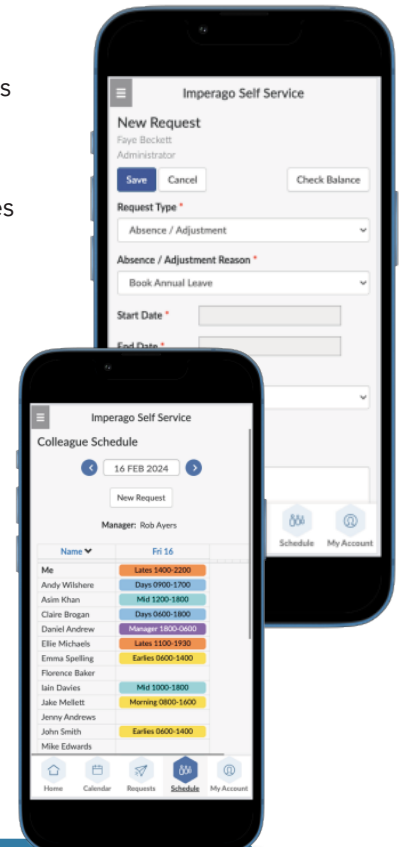 s
es
Imperago Self Service
New Request
Faye Beckett
Administrator
Save Cancel Check Balance
Request Type *
Absence / Adjustment
Absence / Adjustment Reason *
Book Annual Leave
Start Date *
End Date *
Schedule My Account
Imperago Self Service
Colleague Schedule
16 FEB 2024
New Request
Manager: Rob Ayers
Name Fri 16
Me Lates 1400-2200
Andy Wilshere Days 0900-1700
Asim Khan Mid 1200-1800
Claire Brogan Days 0600-1800
Daniel Andrew Manager 1800-0600
Ellie Michaels Lates 1100-1930
Emma Spelling Earlies 0600-1400
Florence Baker
Iain Davies Mid 1000-1800
Jake Mellett Morning 0800-1600
Jenny Andrews
John Smith Earlies 0600-1400
Mike Edwards
Home Calendar Requests Schedule My Account